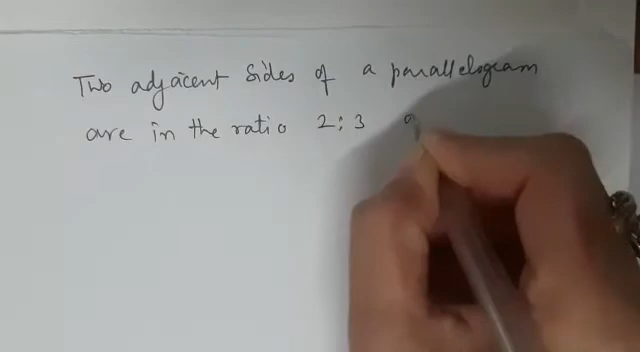 Two adjacent sides of a parallelogram
are in the ratio 2:3 a